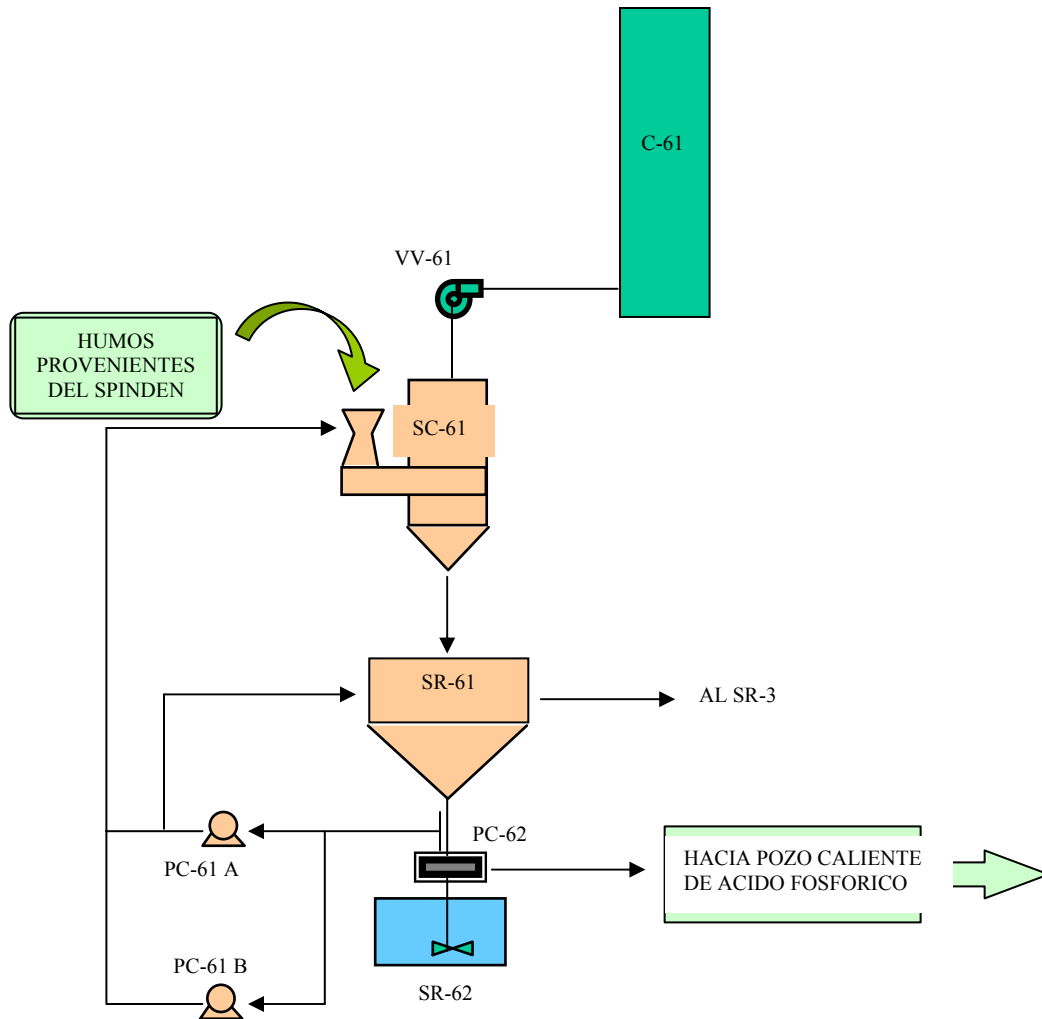 C-61
VV-61
HUMOS
PROVENIENTES
DEL SPINDEN
SC-61
SR-61
AL SR-3
PC-62
PC-61 A
HACIA POZO CALIENTE
DE ACIDO FOSFORICO
PC-61 B
SR-62